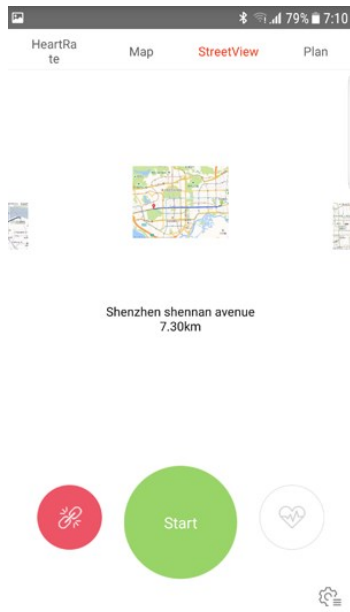 79% 7:10
HeartRa
te
Map
StreetView
Plan
Shenzhen shennan avenue
7.30km
Start